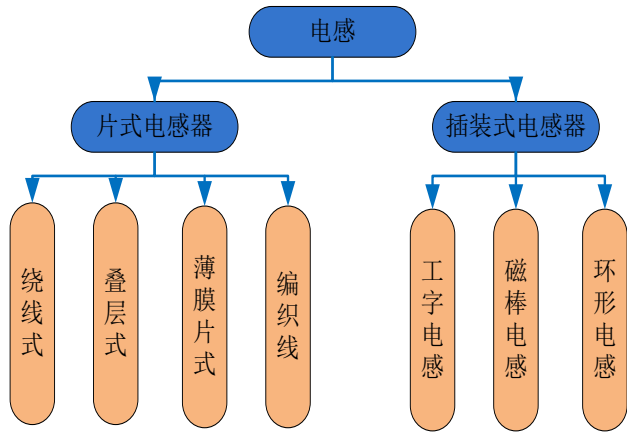 电感
片式电感器
插装式电感器
绕线式
叠层式
薄膜片式
编织线
工字电感
磁棒电感
环形电感